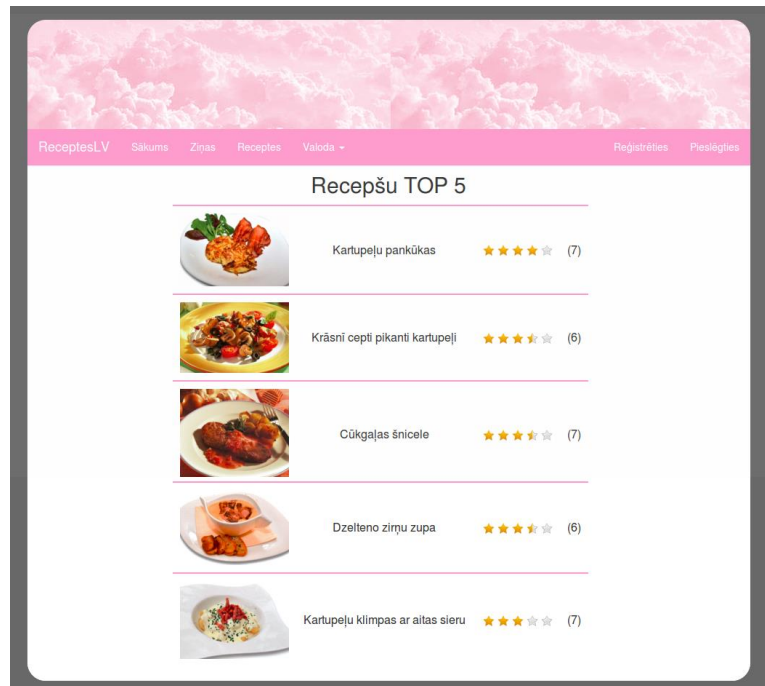 ReceptesLV Sākums Ziņas Receptes Valoda Reģistrēties Pieslēgties
Recepšu TOP 5
Kartupeļu pankūkas (7)
Krāsnī cepti pikanti kartupeļi (6)
Cūkgaļas šnicele (7)
Dzelteno zirņu zupa (6)
Kartupeļu klimpas ar aitas sieru (7)